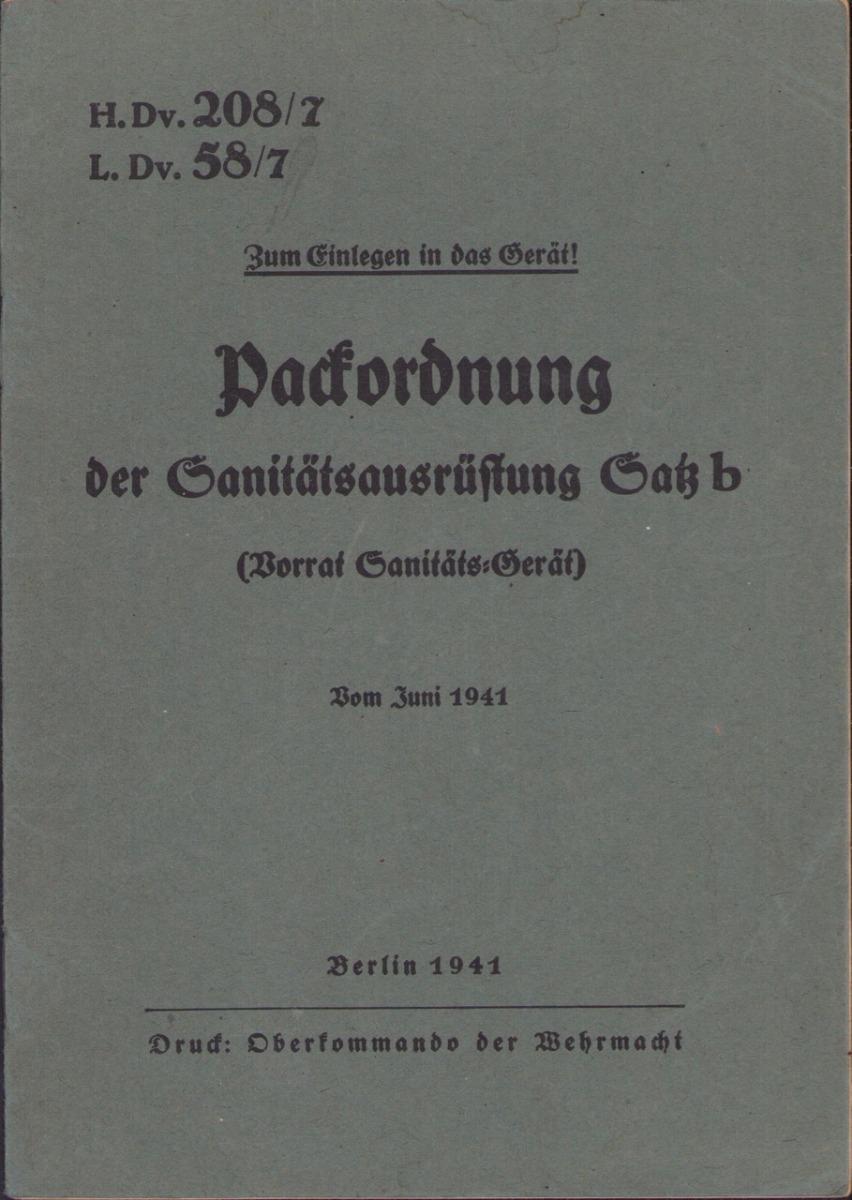 H. Dv. 208/7
L. Dv. 58/7
Zum Einlegen in das Gerät!
Packordnung
der Sanitätsausrüstung Satz b
(Vorrat Sanitäts-Gerät)
Vom Juni 1941
Berlin 1941
Druck: Oberkommando der Wehrmacht